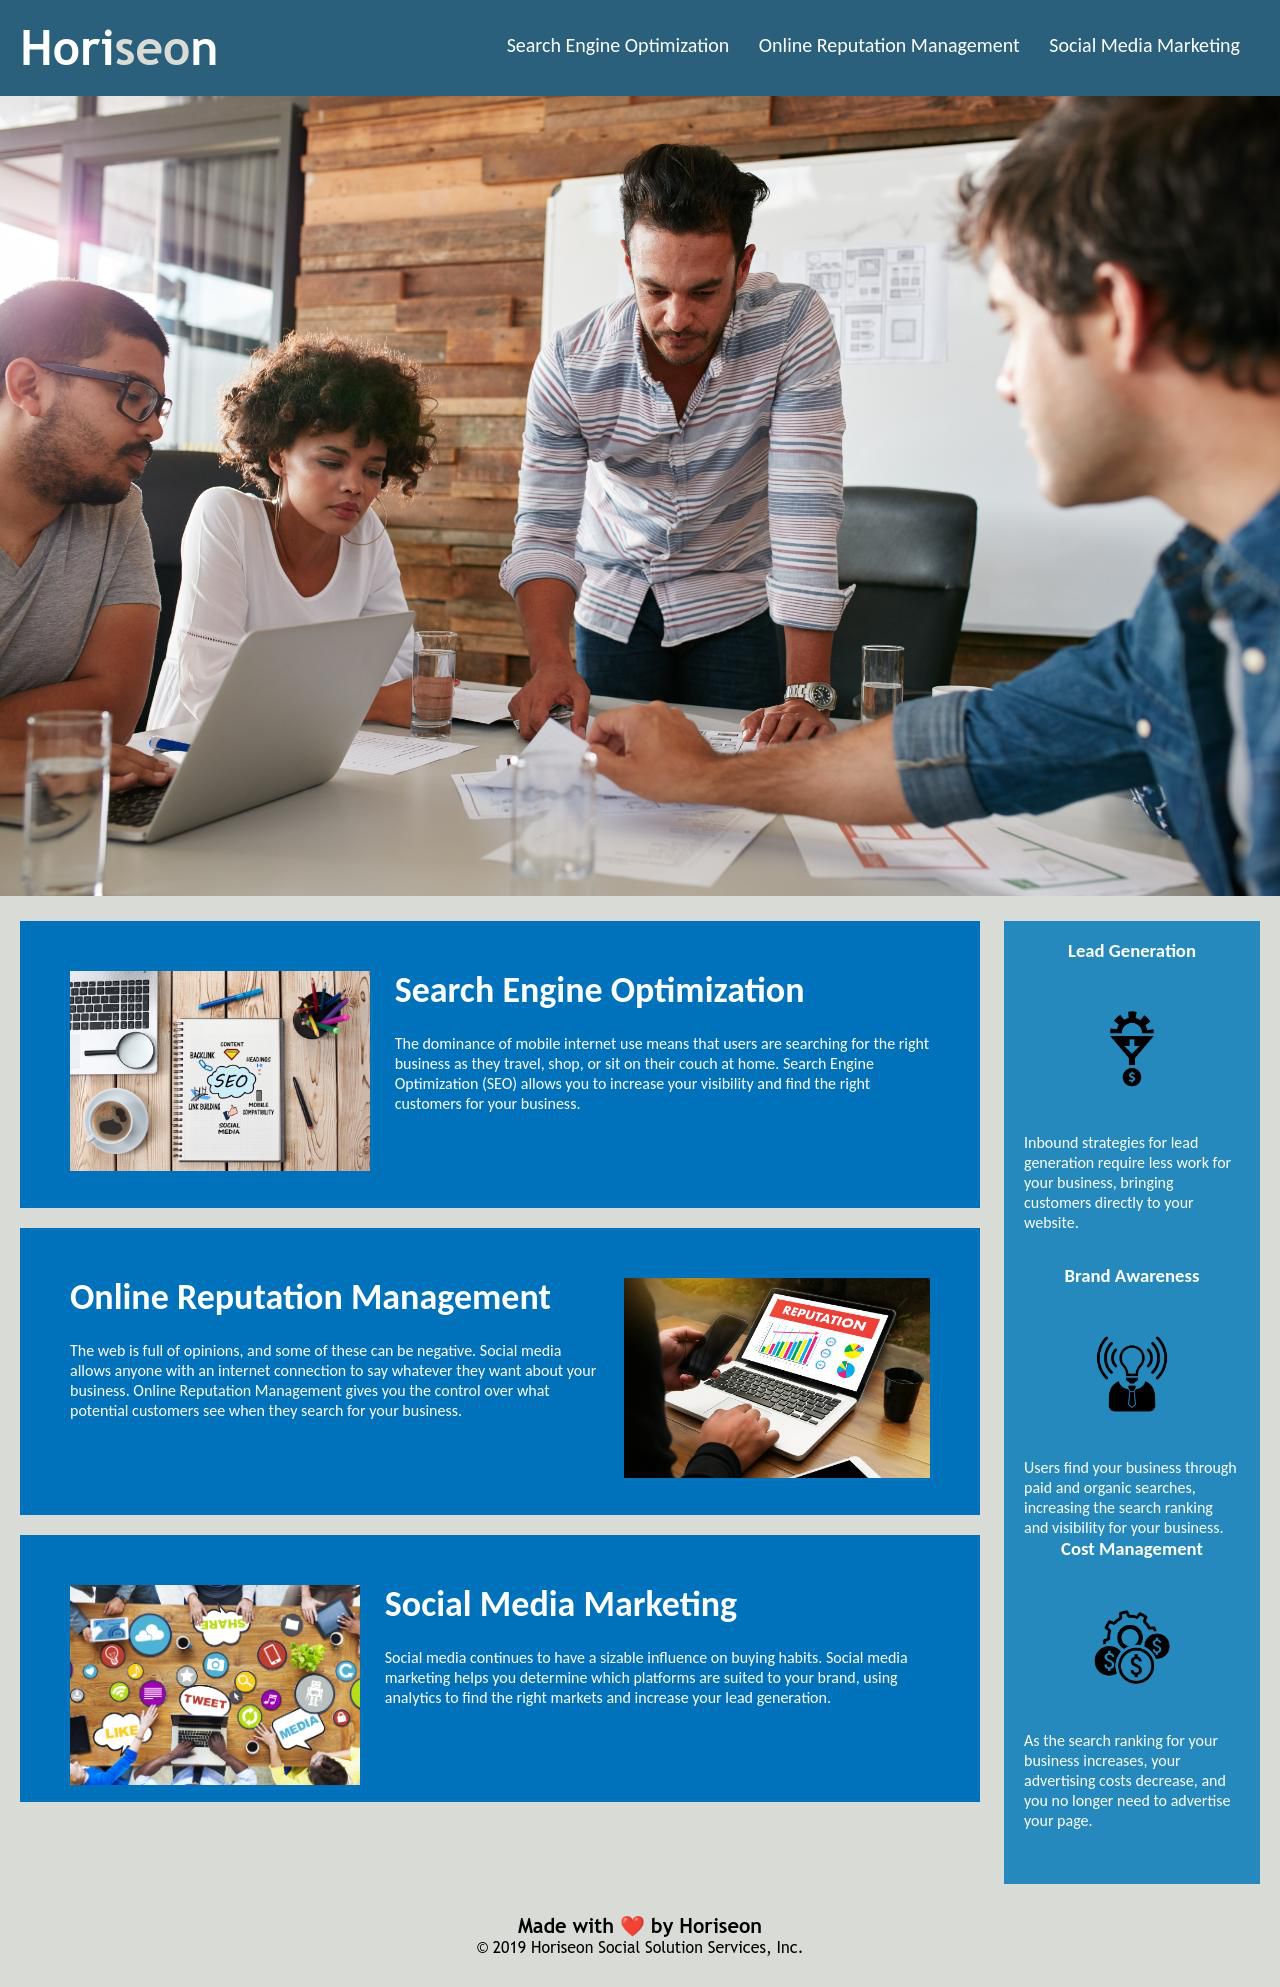 Horiseon
Search Engine Optimization
Online Reputation Management
Social Media Marketing
CONTENT
BACKLINK
HEADINGS
SEO
LINK BUILDING
MOBILE
COMPATIBILITY
SOCIAL
MEDIA
Search Engine Optimization
The dominance of mobile internet use means that users are searching for the right
business as they travel, shop, or sit on their couch at home. Search Engine
Optimization (SEO) allows you to increase your visibility and find the right
customers for your business.
Online Reputation Management
The web is full of opinions, and some of these can be negative. Social media
allows anyone with an internet connection to say whatever they want about your
business. Online Reputation Management gives you the control over what
potential customers see when they search for your business.
REPUTATION
SHARE
TWEET
LIKE
MEDIA
Social Media Marketing
Social media continues to have a sizable influence on buying habits. Social media
marketing helps you determine which platforms are suited to your brand, using
analytics to find the right markets and increase your lead generation.
Lead Generation
$
Inbound strategies for lead
generation require less work for
your business, bringing
customers directly to your
website.
Brand Awareness
Users find your business through
paid and organic searches,
increasing the search ranking
and visibility for your business.
Cost Management
$
$
$
As the search ranking for your
business increases, your
advertising costs decrease, and
you no longer need to advertise
your page.
Made with ❤️ by Horiseon
© 2019 Horiseon Social Solution Services, Inc.